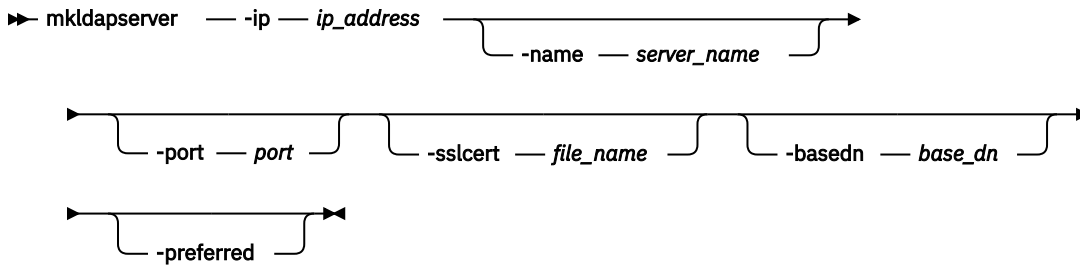 mkldapserver -ip ip_address
-name server_name
-port port -sslcert file_name -basedn base_dn
-preferred